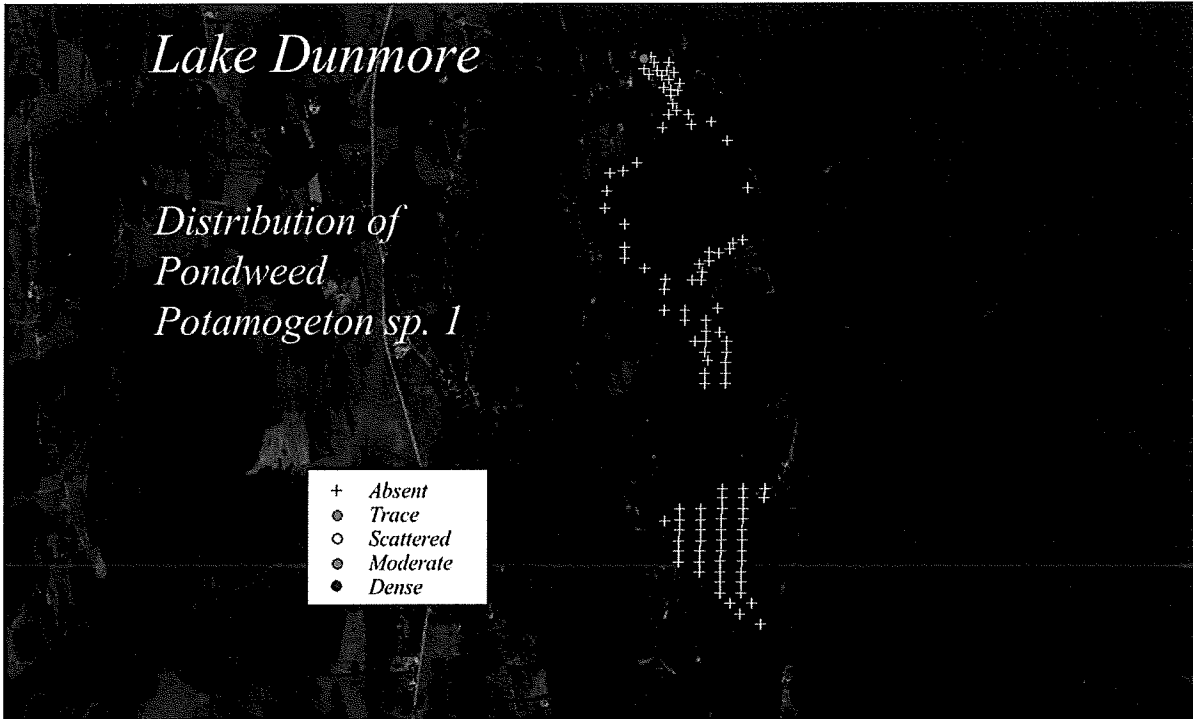 Lake Dunmore
Distribution of
Pondweed
Potamogeton sp. 1
Absent
Trace
Scattered
Moderate
Dense